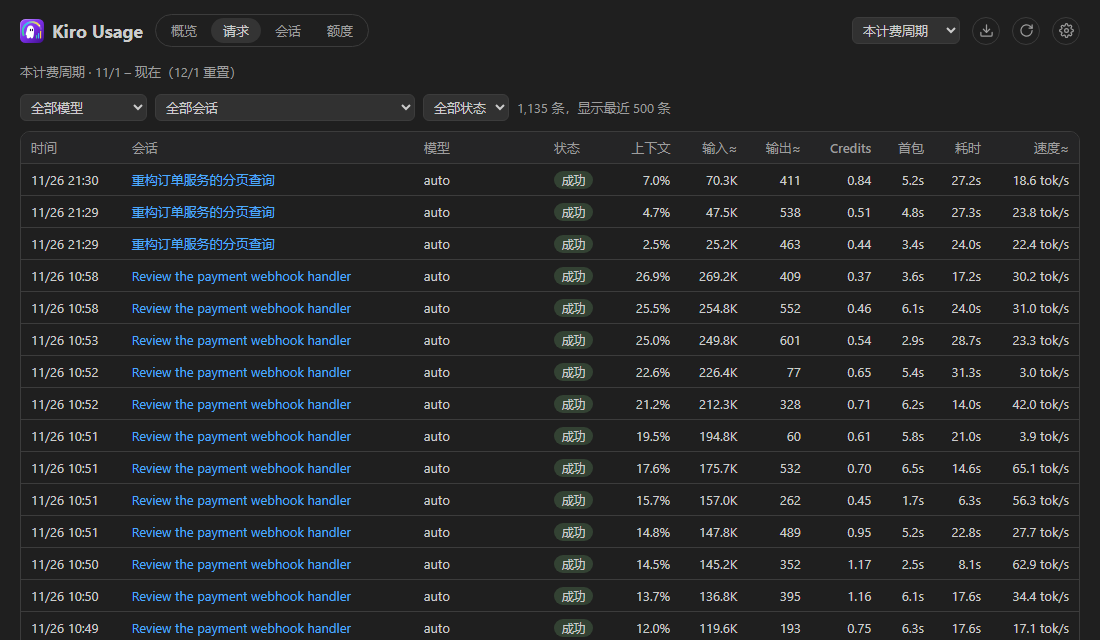 Kiro Usage 概览 请求 会话 额度 本计费周期
本计费周期 · 11/1 – 现在（12/1 重置）
全部模型 全部会话 全部状态 1,135 条，显示最近 500 条
时间 会话 模型 状态 上下文 输入≈ 输出≈ Credits 首包 耗时 速度≈
11/26 21:30 重构订单服务的分页查询 auto 成功 7.0% 70.3K 411 0.84 5.2s 27.2s 18.6 tok/s
11/26 21:29 重构订单服务的分页查询 auto 成功 4.7% 47.5K 538 0.51 4.8s 27.3s 23.8 tok/s
11/26 21:29 重构订单服务的分页查询 auto 成功 2.5% 25.2K 463 0.44 3.4s 24.0s 22.4 tok/s
11/26 10:58 Review the payment webhook handler auto 成功 26.9% 269.2K 409 0.37 3.6s 17.2s 30.2 tok/s
11/26 10:58 Review the payment webhook handler auto 成功 25.5% 254.8K 552 0.46 6.1s 24.0s 31.0 tok/s
11/26 10:53 Review the payment webhook handler auto 成功 25.0% 249.8K 601 0.54 2.9s 28.7s 23.3 tok/s
11/26 10:52 Review the payment webhook handler auto 成功 22.6% 226.4K 77 0.65 5.4s 31.3s 3.0 tok/s
11/26 10:52 Review the payment webhook handler auto 成功 21.2% 212.3K 328 0.71 6.2s 14.0s 42.0 tok/s
11/26 10:51 Review the payment webhook handler auto 成功 19.5% 194.8K 60 0.61 5.8s 21.0s 3.9 tok/s
11/26 10:51 Review the payment webhook handler auto 成功 17.6% 175.7K 532 0.70 6.5s 14.6s 65.1 tok/s
11/26 10:51 Review the payment webhook handler auto 成功 15.7% 157.0K 262 0.45 1.7s 6.3s 56.3 tok/s
11/26 10:51 Review the payment webhook handler auto 成功 14.8% 147.8K 489 0.95 5.2s 22.8s 27.7 tok/s
11/26 10:50 Review the payment webhook handler auto 成功 14.5% 145.2K 352 1.17 2.5s 8.1s 62.9 tok/s
11/26 10:50 Review the payment webhook handler auto 成功 13.7% 136.8K 395 1.16 6.1s 17.6s 34.4 tok/s
11/26 10:49 Review the payment webhook handler auto 成功 12.0% 119.6K 193 0.75 6.3s 17.6s 17.1 tok/s